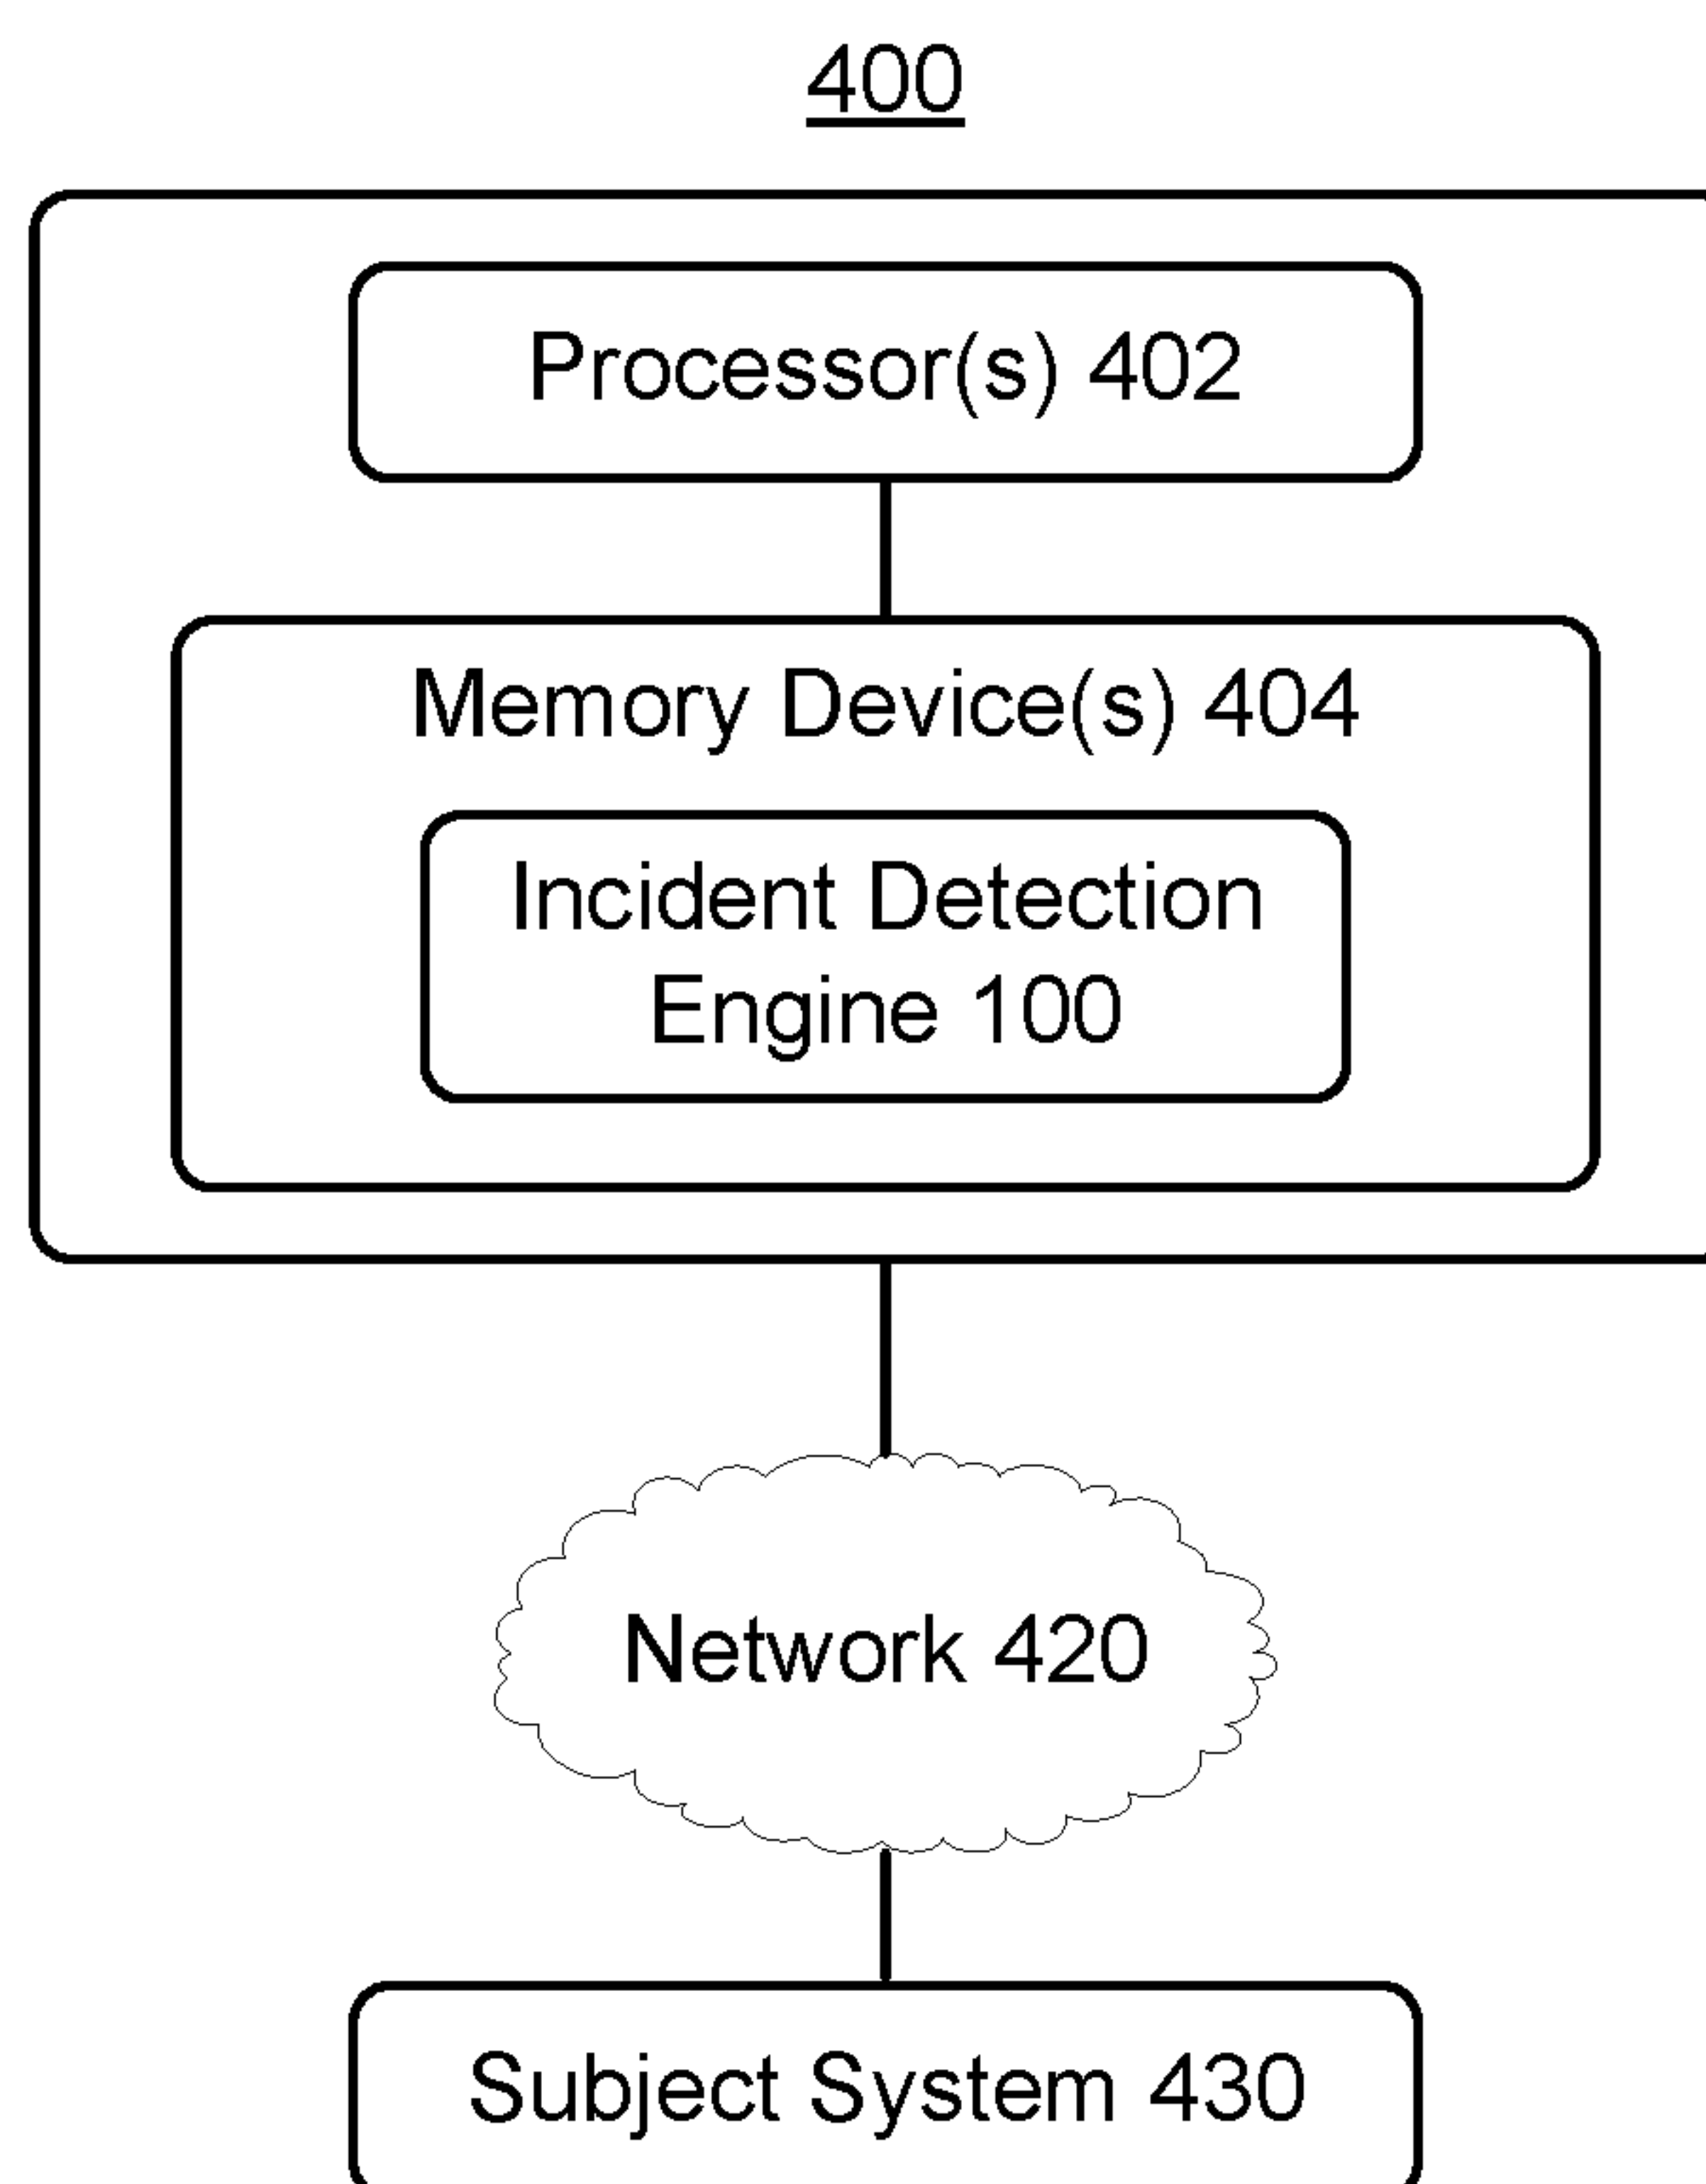 400
Processor(s) 402
Memory Device(s) 404
Incident Detection
Engine 100
Network 420
Subject System 430